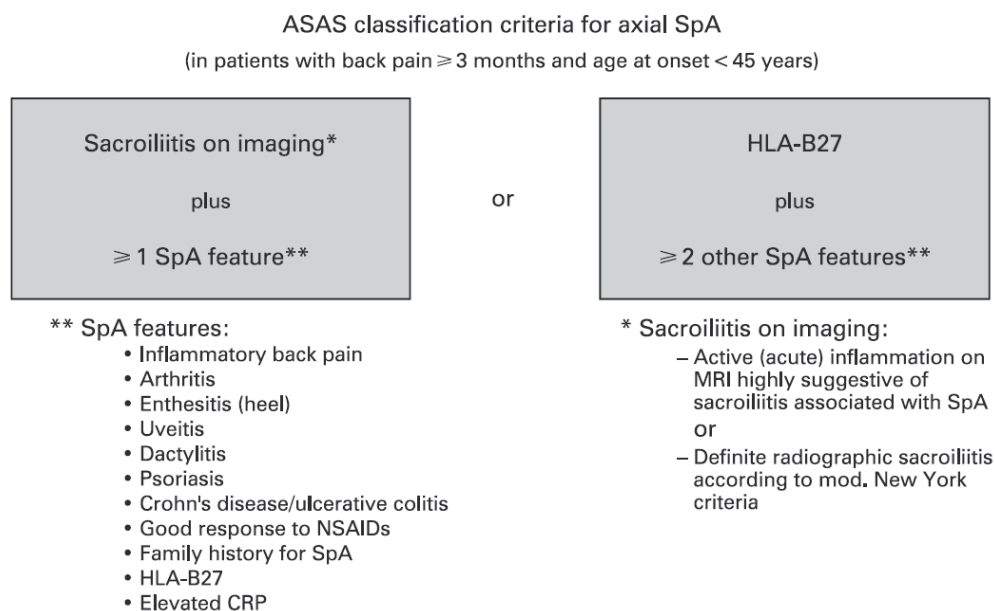 ASAS classification criteria for axial SpA
(in patients with back pain ⩾ 3 months and age at onset < 45 years)
Sacroiliitis on imaging*
plus
⩾ 1 SpA feature**
or
HLA-B27
plus
⩾ 2 other SpA features**
** SpA features:
• Inflammatory back pain
• Arthritis
• Enthesitis (heel)
• Uveitis
• Dactylitis
• Psoriasis
• Crohn's disease/ulcerative colitis
• Good response to NSAIDs
• Family history for SpA
• HLA-B27
• Elevated CRP
* Sacroiliitis on imaging:
– Active (acute) inflammation on
MRI highly suggestive of
sacroiliitis associated with SpA
or
– Definite radiographic sacroiliitis
according to mod. New York
criteria